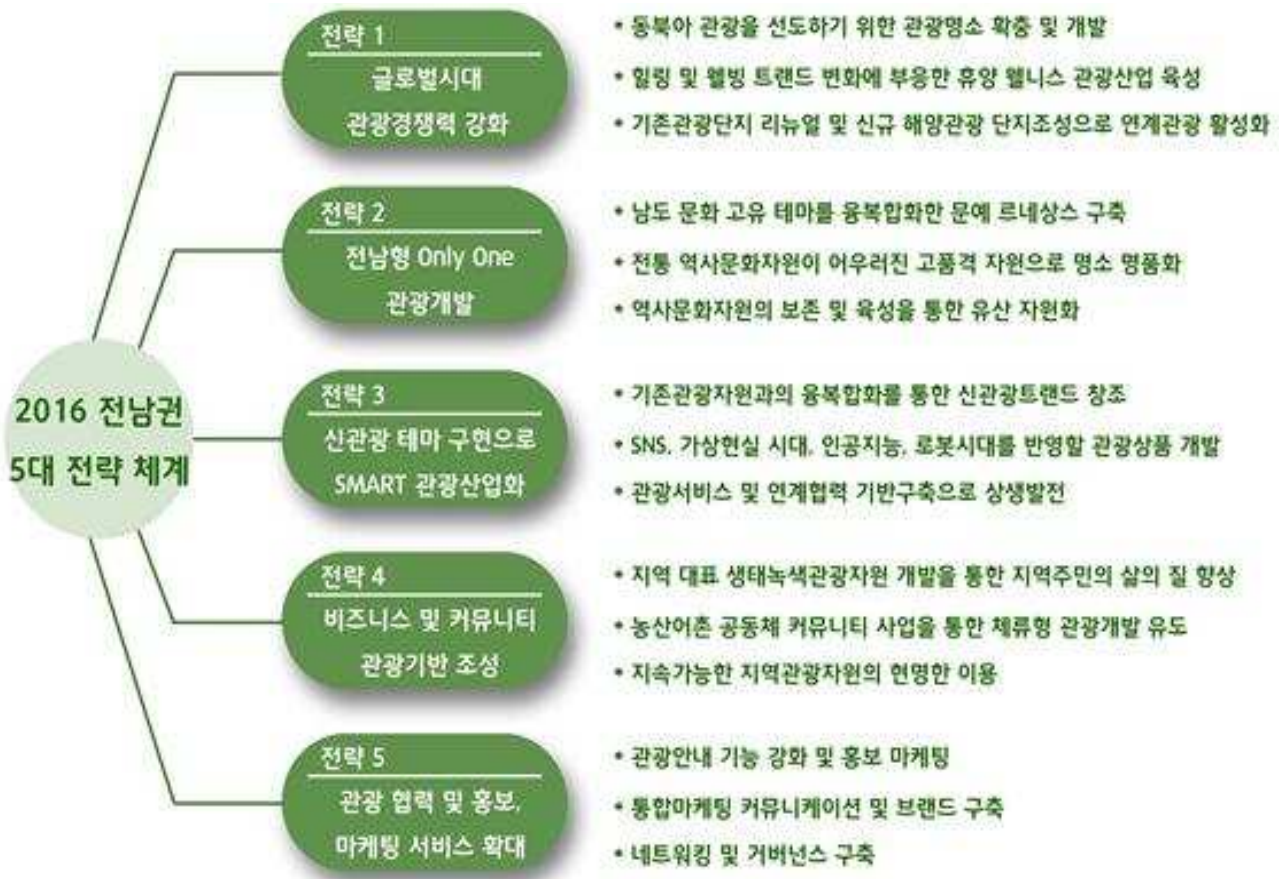 2016 전남권
5대 전략 체계
전략 1
글로벌시대
관광경쟁력 강화
* 동북아 관광을 선도하기 위한 관광명소 확충 및 개발
* 힐링 및 웰빙 트랜드 변화에 부응한 휴양 웰니스 관광산업 육성
* 기존관광단지 리뉴얼 및 신규 해양관광 단지조성으로 연계관광 활성화
전략 2
전남형 Only One
관광개발
* 남도 문화 고유 테마를 융복합화한 문예 르네상스 구축
* 전통 역사문화자원이 어우러진 고품격 자원으로 명소 명품화
* 역사문화자원의 보존 및 육성을 통한 유산 자원화
전략 3
신관광 테마 구현으로
SMART 관광산업화
* 기존관광자원과의 융복합화를 통한 신관광트랜드 창조
* SNS, 가상현실 시대, 인공지능, 로봇시대를 반영할 관광상품 개발
* 관광서비스 및 연계협력 기반구축으로 상생발전
전략 4
비즈니스 및 커뮤니티
관광기반 조성
* 지역 대표 생태녹색관광자원 개발을 통한 지역주민의 삶의 질 향상
* 농산어촌 공동체 커뮤니티 사업을 통한 체류형 관광개발 유도
* 지속가능한 지역관광자원의 현명한 이용
전략 5
관광 협력 및 홍보,
마케팅 서비스 확대
* 관광안내 기능 강화 및 홍보 마케팅
* 통합마케팅 커뮤니케이션 및 브랜드 구축
* 네트워킹 및 거버넌스 구축